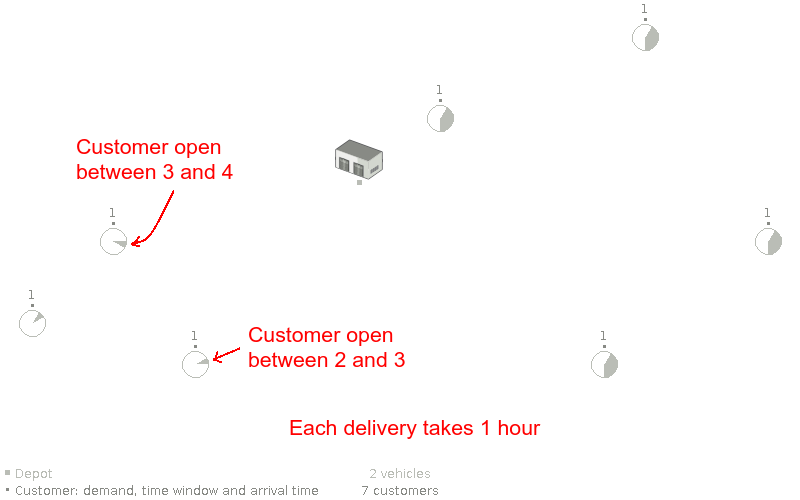 1
1
Customer open
between 3 and 4
1
1
1
1
Customer open
between 2 and 3
1
Each delivery takes 1 hour
Depot
2 vehicles
Customer: demand, time window and arrival time
7 customers